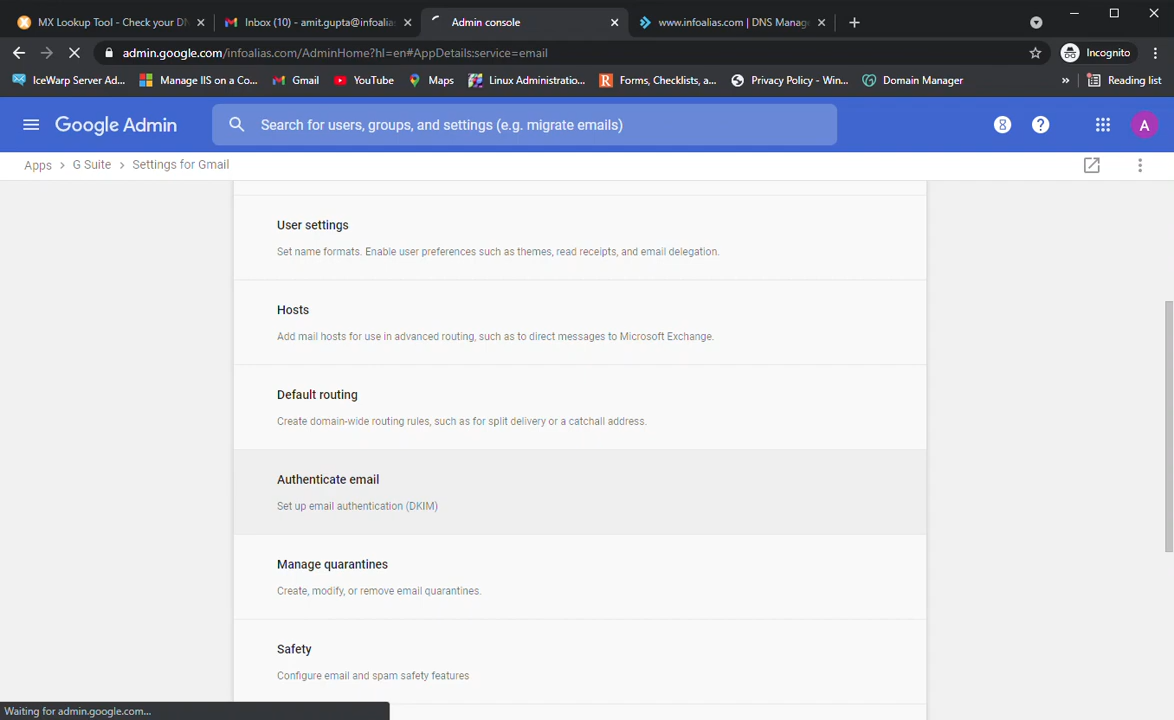 MX Lookup Tool - Check your DN
Inbox (10) - amit.gupta@infoalias
Admin console
www.infoalias.com | DNS Manage
admin.google.com/infoalias.com/AdminHome?hl=en#AppDetails:service=email
Incognito
IceWarp Server Ad...
Manage IIS on a Co...
Gmail
YouTube
Maps
Linux Administratio...
Forms, Checklists, a...
Privacy Policy - Win...
Domain Manager
»
Reading list
Google Admin
Search for users, groups, and settings (e.g. migrate emails)
A
Apps > G Suite > Settings for Gmail
User settings
Set name formats. Enable user preferences such as themes, read receipts, and email delegation.
Hosts
Add mail hosts for use in advanced routing, such as to direct messages to Microsoft Exchange.
Default routing
Create domain-wide routing rules, such as for split delivery or a catchall address.
Authenticate email
Set up email authentication (DKIM)
Manage quarantines
Create, modify, or remove email quarantines.
Safety
Configure email and spam safety features
Waiting for admin.google.com...